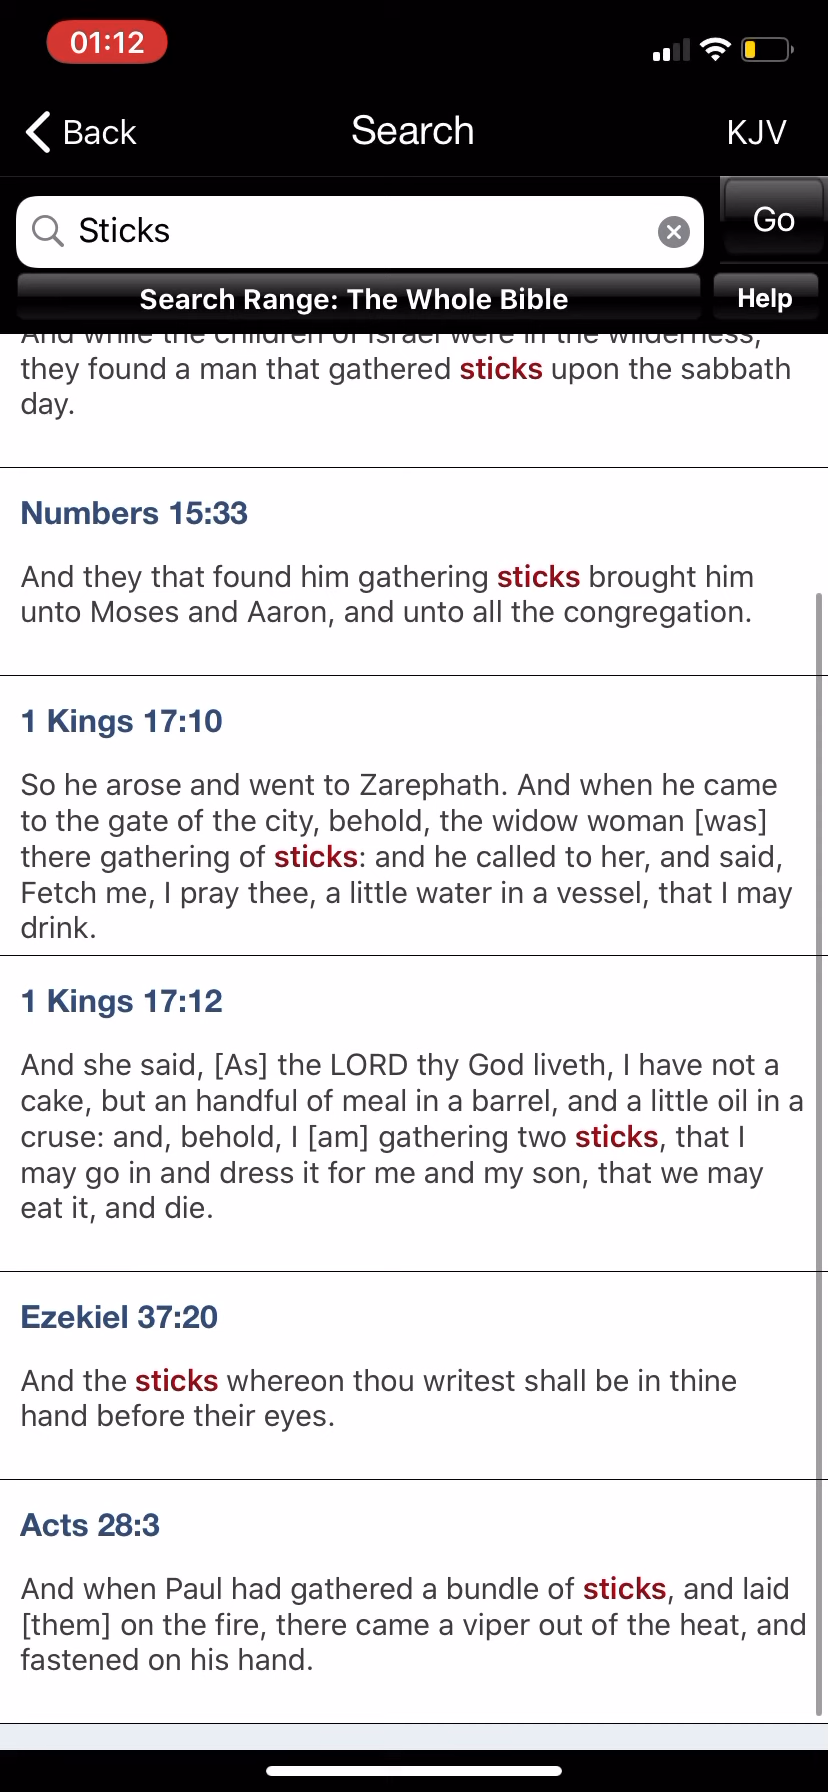 01:12
Back
Search
KJV
Sticks
Go
Search Range: The Whole Bible
Help
And while the children of Israel were in the wilderness,
they found a man that gathered sticks upon the sabbath
day.
Numbers 15:33
And they that found him gathering sticks brought him
unto Moses and Aaron, and unto all the congregation.
1 Kings 17:10
So he arose and went to Zarephath. And when he came
to the gate of the city, behold, the widow woman [was]
there gathering of sticks: and he called to her, and said,
Fetch me, I pray thee, a little water in a vessel, that I may
drink.
1 Kings 17:12
And she said, [As] the LORD thy God liveth, I have not a
cake, but an handful of meal in a barrel, and a little oil in a
cruse: and, behold, I [am] gathering two sticks, that I
may go in and dress it for me and my son, that we may
eat it, and die.
Ezekiel 37:20
And the sticks whereon thou writest shall be in thine
hand before their eyes.
Acts 28:3
And when Paul had gathered a bundle of sticks, and laid
[them] on the fire, there came a viper out of the heat, and
fastened on his hand.